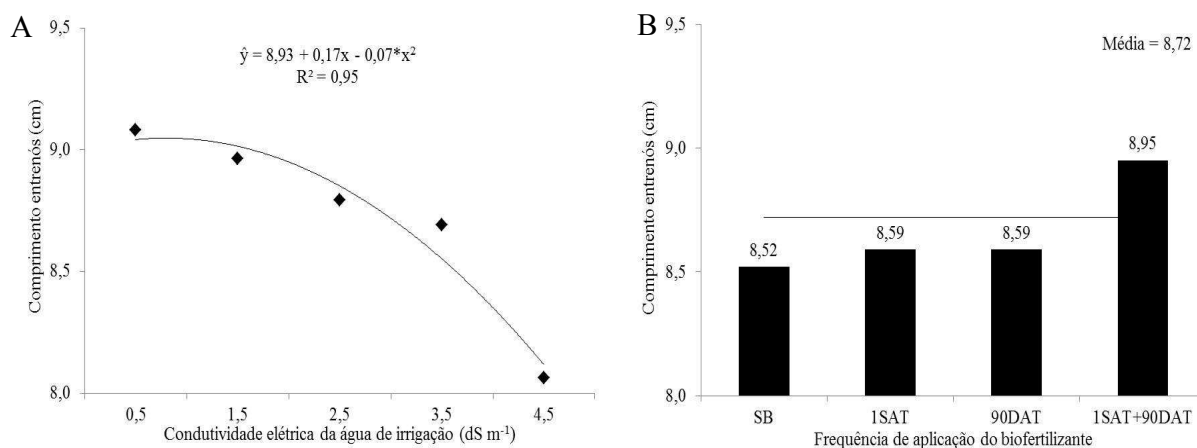 A
9,5
9,0
8,5
8,0
Comprimento entrenós (cm)
ŷ = 8,93 + 0,17x - 0,07*x²
R² = 0,95
0,5 1,5 2,5 3,5 4,5
Condutividade elétrica da água de irrigação (dS m⁻¹)
B
9,5
9,0
8,5
8,0
Comprimento entrenós (cm)
Média = 8,72
8,52
8,59
8,59
8,95
SB 1SAT 90DAT 1SAT+90DAT
Frequência de aplicação do biofertilizante